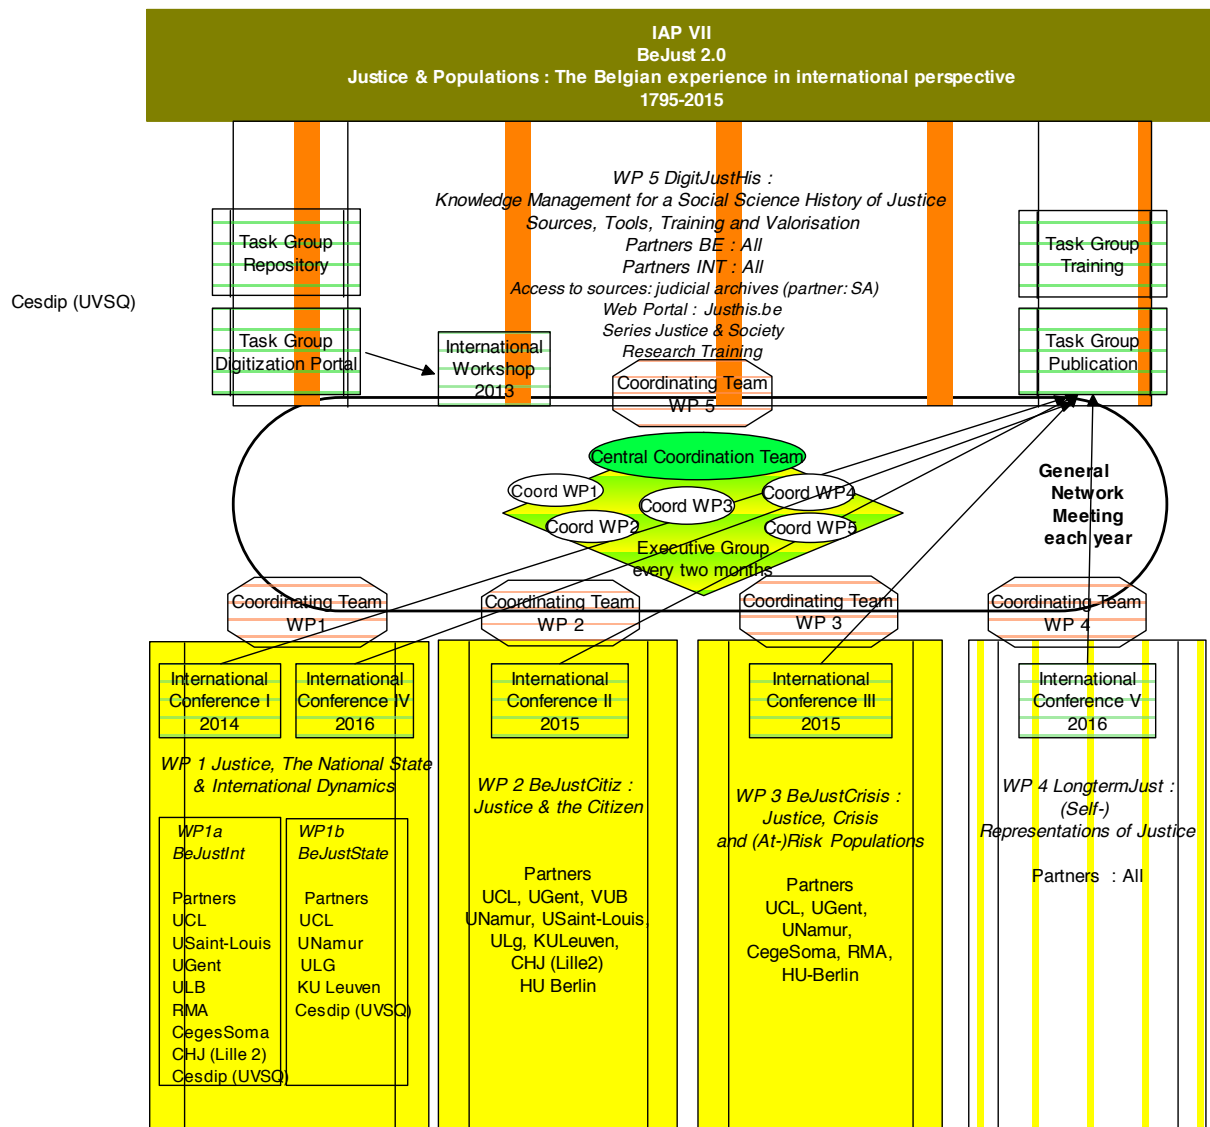 IAP VII
BeJust 2.0
Justice & Populations : The Belgian experience in international perspective
1795-2015
WP 5 DigitJustHis :
Knowledge Management for a Social Science History of Justice
Sources, Tools, Training and Valorisation
Partners BE : All
Partners INT : All
Access to sources: judicial archives (partner: SA)
Web Portal : Justhis.be
Series Justice & Society
Research Training
Task Group
Repository
Task Group
Training
Cesdip (UVSQ)
Task Group
Digitization Portal
International
Workshop
2013
Task Group
Publication
Coordinating Team
WP 5
Central Coordination Team
Coord WP1
Coord WP2
Coord WP3
Coord WP4
Coord WP5
Executive Group
every two months
General
Network
Meeting
each year
Coordinating Team
WP1
Coordinating Team
WP 2
Coordinating Team
WP 3
Coordinating Team
WP 4
International
Conference I
2014
International
Conference IV
2016
International
Conference II
2015
International
Conference III
2015
International
Conference V
2016
WP 1 Justice, The National State
& International Dynamics
WP1a
BeJustInt
Partners
UCL
USaint-Louis
UGent
ULB
RMA
CegesSoma
CHJ (Lille 2)
Cesdip (UVSQ)
WP1b
BeJustState
Partners
UCL
UNamur
ULG
KU Leuven
Cesdip (UVSQ)
WP 2 BeJustCitiz :
Justice & the Citizen
Partners
UCL, UGent, VUB
UNamur, USaint-Louis,
ULg, KULeuven,
CHJ (Lille2)
HU Berlin
WP 3 BeJustCrisis :
Justice, Crisis
and (At-)Risk Populations
Partners
UCL, UGent,
UNamur,
CegeSoma, RMA,
HU-Berlin
WP 4 LongtermJust :
(Self-)
Representations of Justice
Partners : All